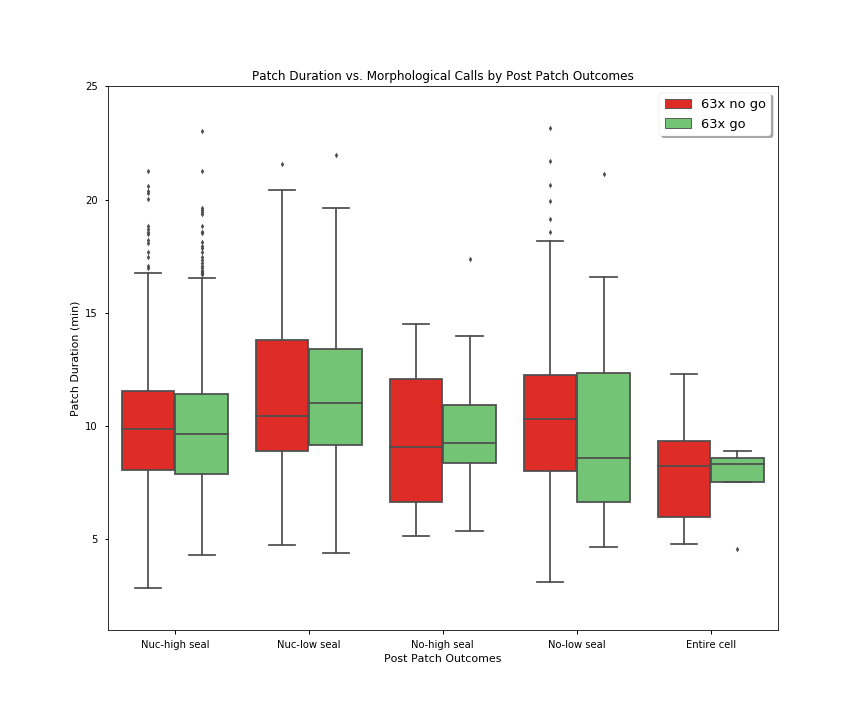 Patch Duration vs. Morphological Calls by Post Patch Outcomes
63x no go
63x go
25
20
15
10
5
Patch Duration (min)
Nuc-high seal
Nuc-low seal
No-high seal
No-low seal
Entire cell
Post Patch Outcomes